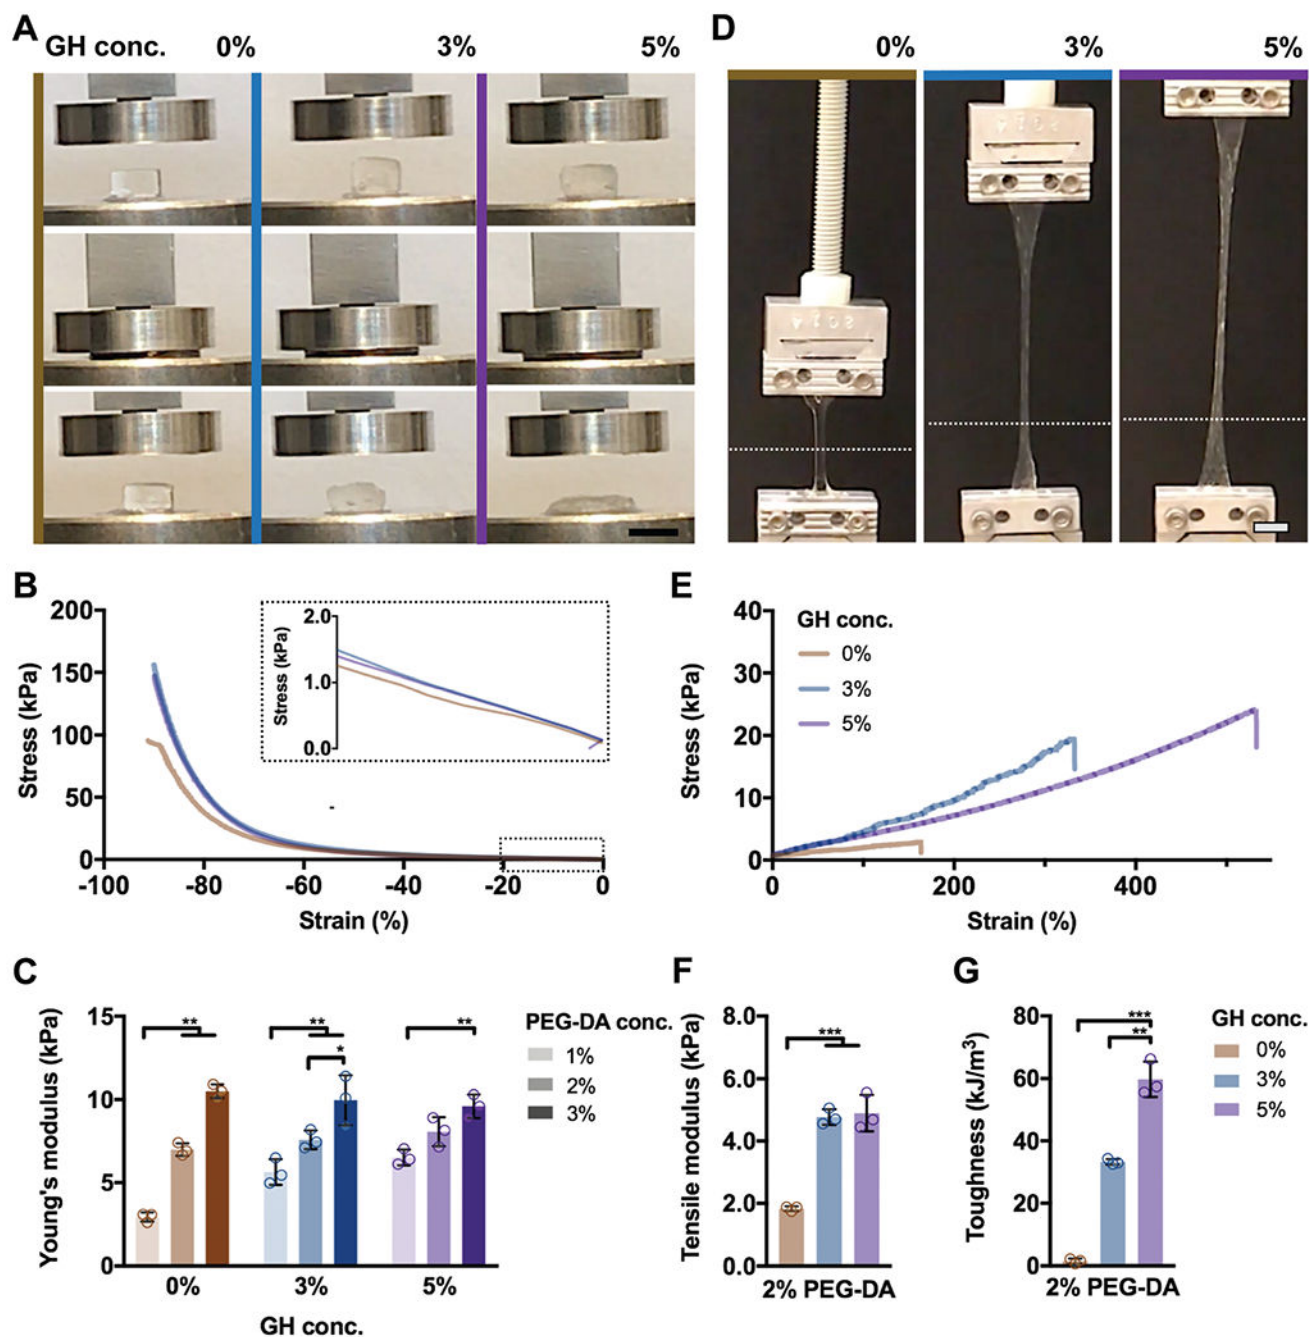 A
GH conc. 0% 3% 5%
D
0% 3% 5%
B
Stress (kPa)
200
150
100
50
0
-100 -80 -60 -40 -20 0
Strain (%)
Stress (kPa)
2.0
1.0
0.0
E
Stress (kPa)
40
30
20
10
0
0 200 400
Strain (%)
GH conc.
0%
3%
5%
C
Young's modulus (kPa)
15
10
5
0
** ** * **
0% 3% 5%
GH conc.
PEG-DA conc.
1%
2%
3%
F
Tensile modulus (kPa)
8.0
6.0
4.0
2.0
0.0
***
2% PEG-DA
G
Toughness (kJ/m³)
80
60
40
20
0
***
**
2% PEG-DA
GH conc.
0%
3%
5%